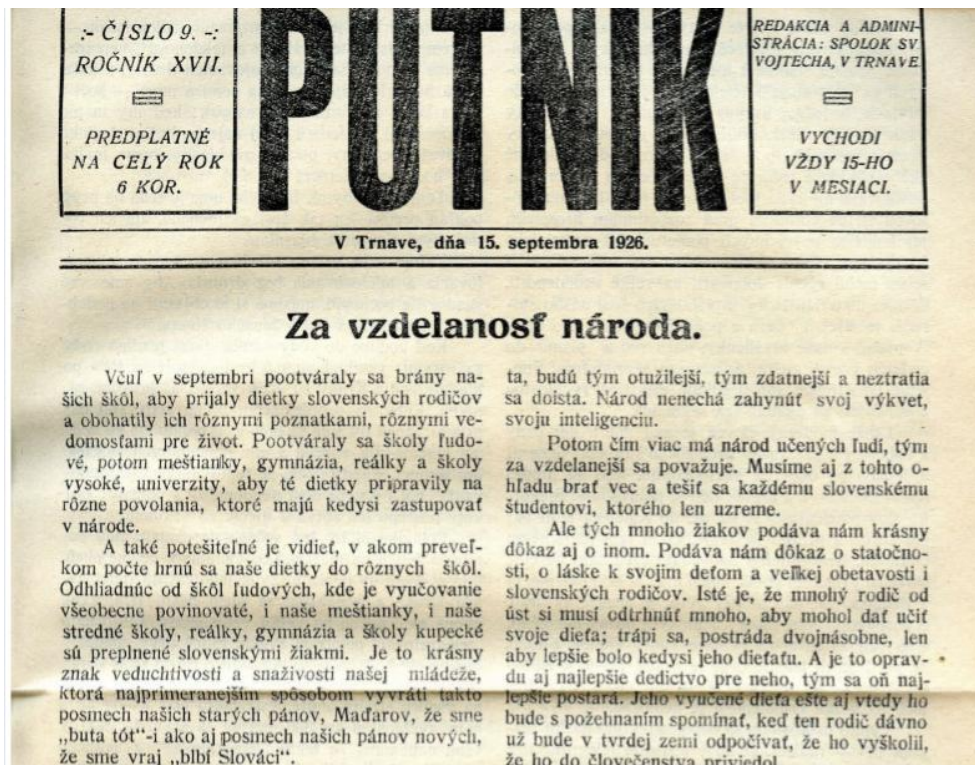 :- ČÍSLO 9. -:
ROČNÍK XVII.
PREDPLATNÉ
NA CELÝ ROK
6 KOR.
PUTNIK
REDAKCIA A ADMINI-
STRÁCIA: SPOLOK SV.
VOJTECHA, V TRNAVE.
VYCHODI
VŽDY 15-HO
V MESIACI.
V Trnave, dňa 15. septembra 1926.
Za vzdelanosť národa.
Včuľ v septembri pootváraly sa brány na-
šich škôl, aby prijaly dietky slovenských rodičov
a obohatily ich rôznymi poznatkami, rôznymi ve-
domosťami pre život. Pootváraly sa školy ľudo-
vé, potom meštianky, gymnázia, reálky a školy
vysoké, univerzity, aby té dietky pripravily na
rôzne povolania, ktoré majú kedysi zastupovať
v národe.
A také potešiteľné je vidieť, v akom preveľ-
kom počte hrnú sa naše dietky do rôznych škôl.
Odhliadnúc od škôl ľudových, kde je vyučovanie
všeobecne povinovaté, i naše meštianky, i naše
stredné školy, reálky, gymnázia a školy kupecké
sú preplnené slovenskými žiakmi. Je to krásny
znak veduchtivosti a snaživosti našej mládeže,
ktorá najprimeranejším spôsobom vyvráti takto
posmech našich starých pánov, Maďarov, že sme
„buta tót“-i ako aj posmech našich pánov nových,
že sme vraj „blbí Slováci“.
ta, budú tým otužilejší, tým zdatnejší a neztratia
sa doista. Národ nenechá zahynúť svoj výkvet,
svoju inteligenciu.
Potom čím viac má národ učených ľudí, tým
za vzdelanejší sa považuje. Musíme aj z tohto o-
hľadu brať vec a tešiť sa každému slovenskému
študentovi, ktorého len uzreme.
Ale tých mnoho žiakov podáva nám krásny
dôkaz aj o inom. Podáva nám dôkaz o statočno-
sti, o láske k svojim deťom a veľkej obetavosti i
slovenských rodičov. Isté je, že mnohý rodič od
úst si musí odtrhnúť mnoho, aby mohol dať učiť
svoje dieťa; trápi sa, postráda dvojnásobne, len
aby lepšie bolo kedysi jeho dieťaťu. A je to oprav-
du aj najlepšie dedictvo pre neho, tým sa oň naj-
lepšie postará. Jeho vyučené dieťa ešte aj vtedy ho
bude s požehnaním spomínať, keď ten rodič dávno
už bude v tvrdej zemi odpočívať, že ho vyškolil,
že ho do človečenstva priviedol.